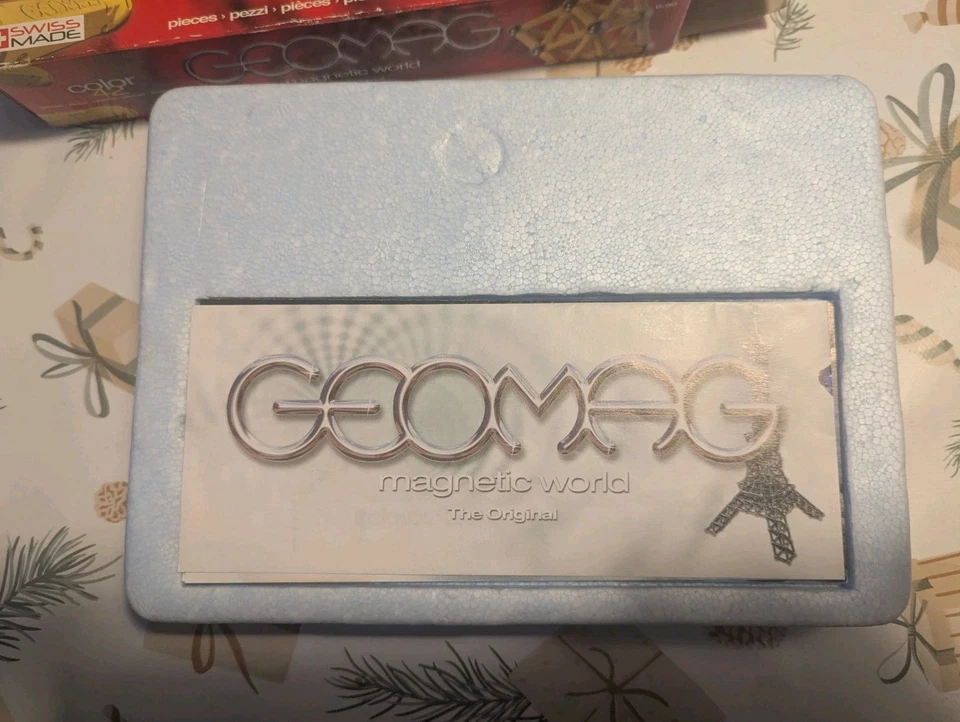 SWISS
MADE
pieces › pezzi › pièces ›
GEOMAG
magnetic world
color
GEOMAG
magnetic world
The Original